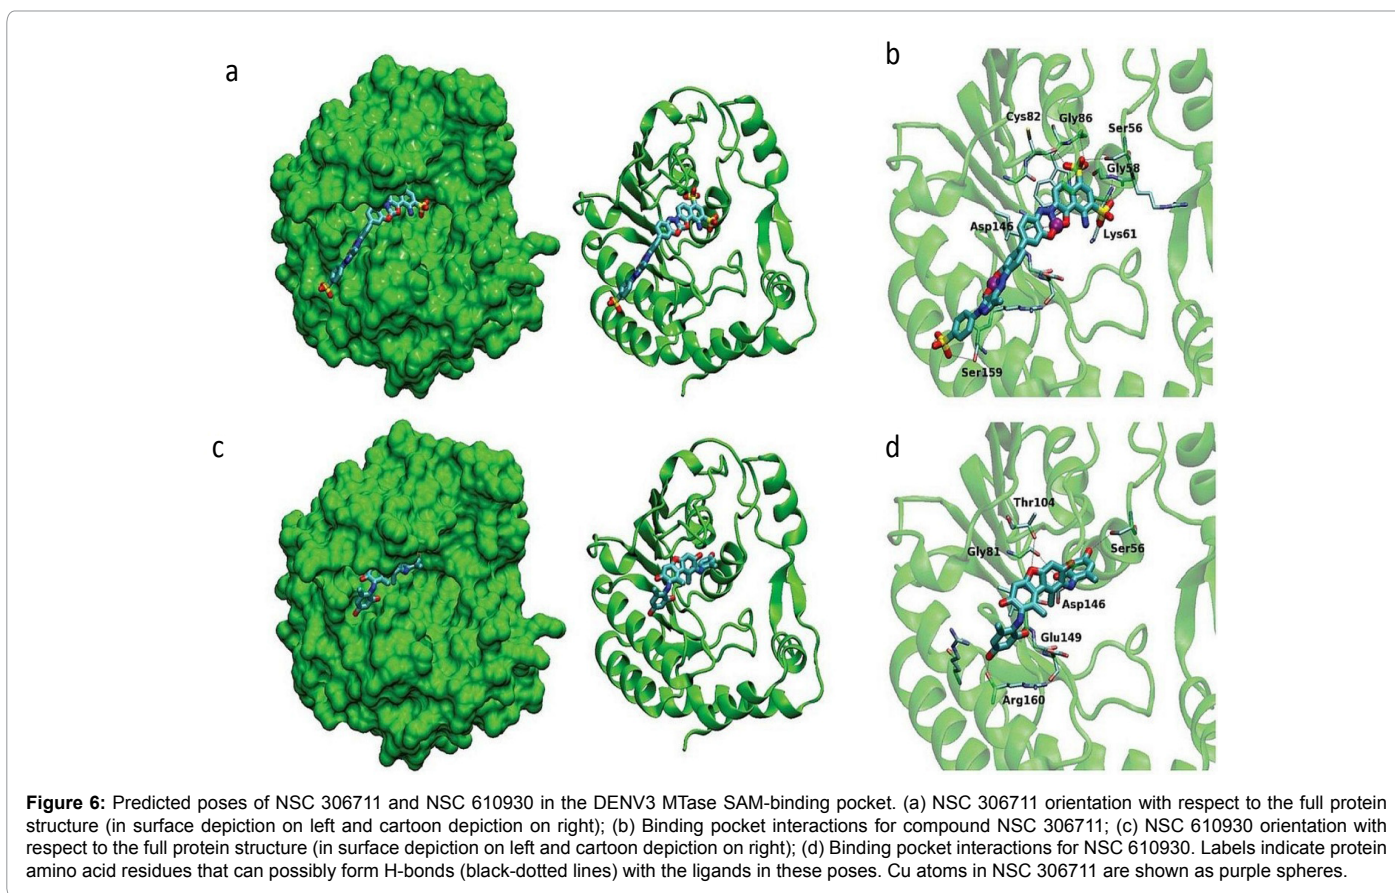 a
b
Cys82
Gly86
Ser56
Gly58
Asp146
Lys61
Ser159
c
d
Thr104
Gly81
Ser56
Asp146
Glu149
Arg160
Figure 6: Predicted poses of NSC 306711 and NSC 610930 in the DENV3 MTase SAM-binding pocket. (a) NSC 306711 orientation with respect to the full protein
structure (in surface depiction on left and cartoon depiction on right); (b) Binding pocket interactions for compound NSC 306711; (c) NSC 610930 orientation with
respect to the full protein structure (in surface depiction on left and cartoon depiction on right); (d) Binding pocket interactions for NSC 610930. Labels indicate protein
amino acid residues that can possibly form H-bonds (black-dotted lines) with the ligands in these poses. Cu atoms in NSC 306711 are shown as purple spheres.